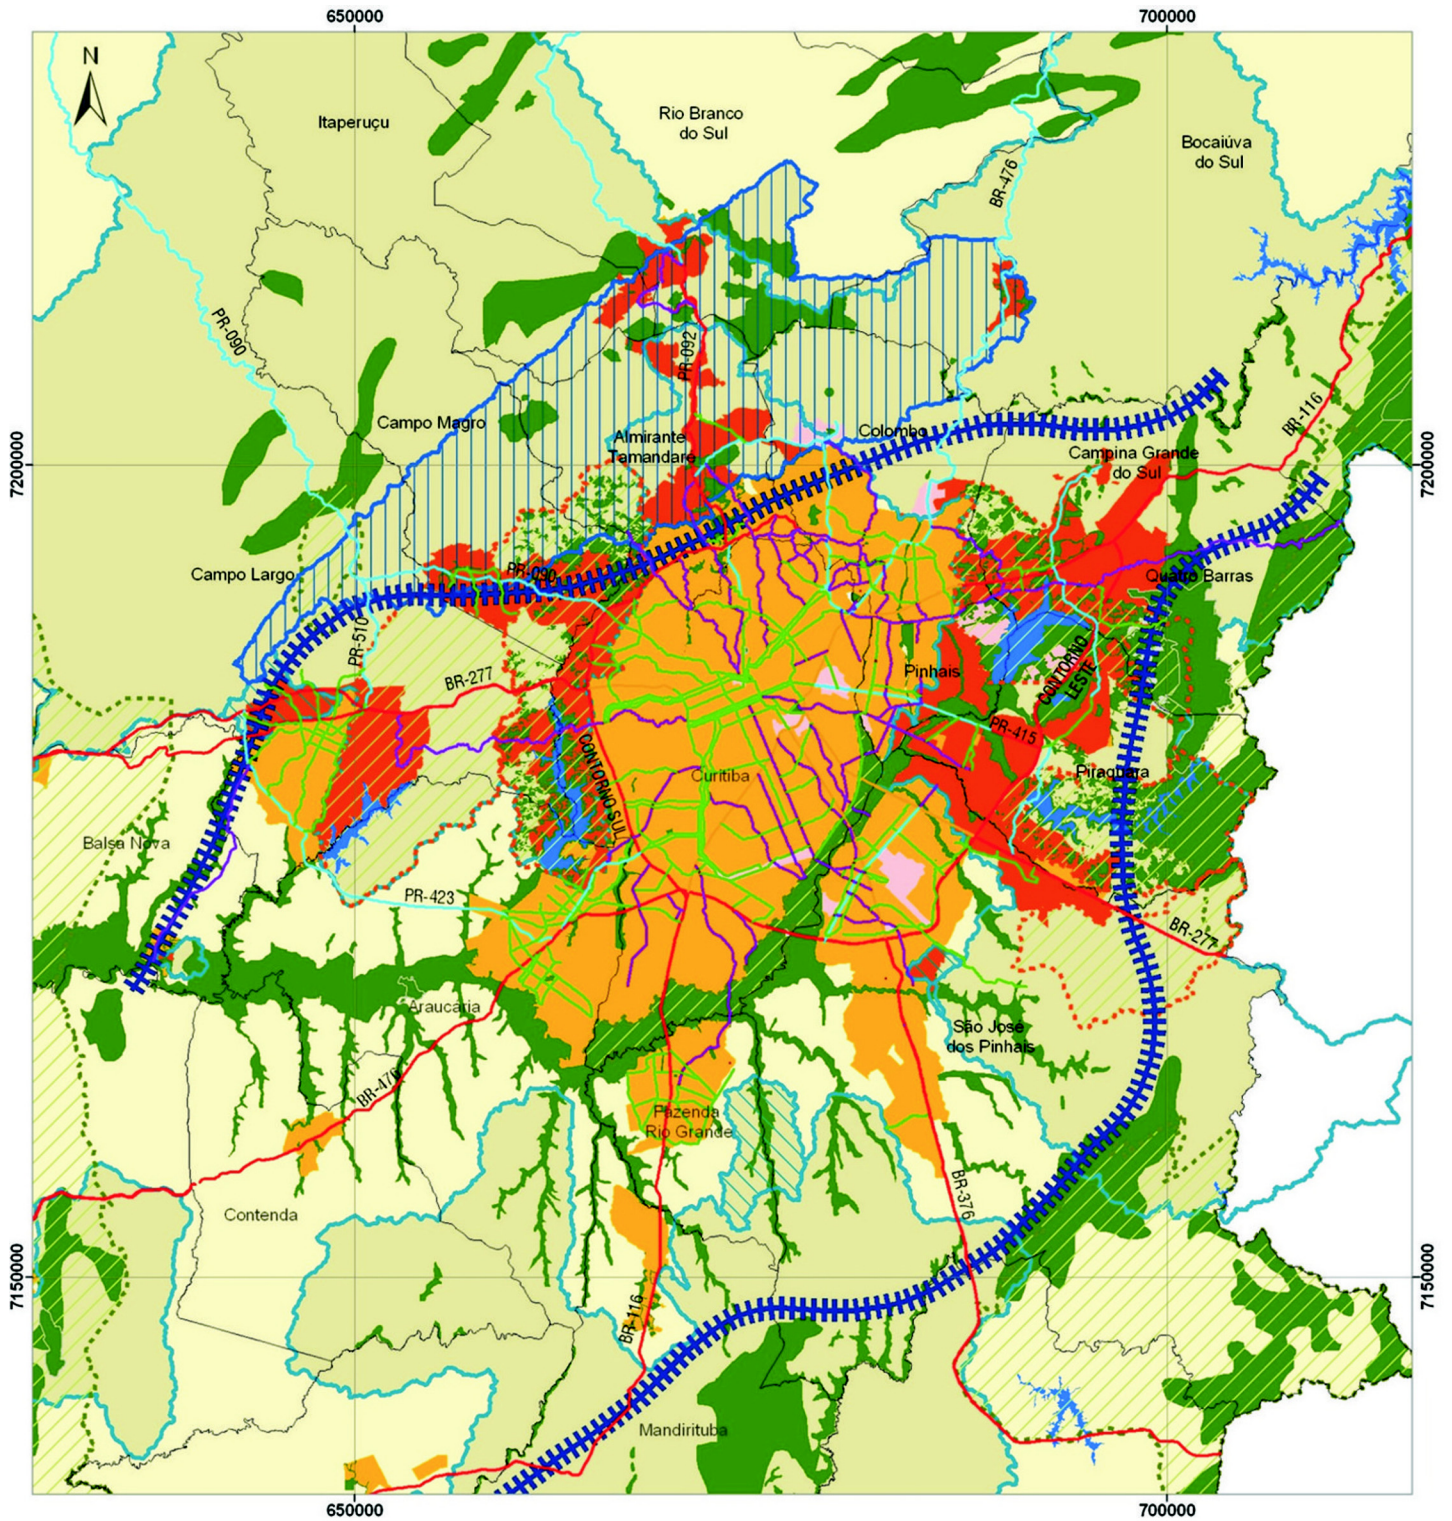 650000
700000
N
Itaperuçu
Rio Branco
do Sul
Bocaiúva
do Sul
BR-476
PR-090
PR-092
BR-116
Campo Magro
Almirante
Tamandaré
Colombo
Campina Grande
do Sul
7200000
7200000
Campo Largo
PR-090
Quatro Barras
PR-510
BR-277
Pinhais
CONTORNO
LESTE
PR-415
CONTORNO SUL
Curitiba
Piraquara
Balsa Nova
PR-423
BR-277
Araucária
São José
dos Pinhais
BR-476
Fazenda
Rio Grande
BR-376
Contenda
7150000
7150000
BR-116
Mandirituba
650000
700000